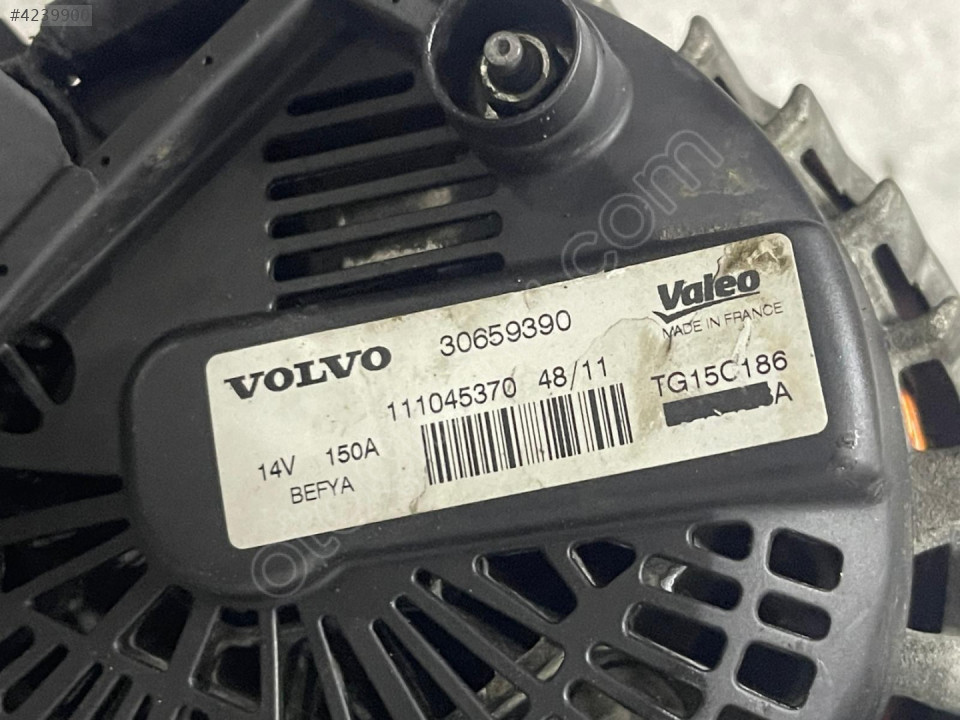 #4239900
VOLVO 30659390 Valeo
MADE IN FRANCE
111045370 48/11 TG15C186
14V 150A
BEFYA